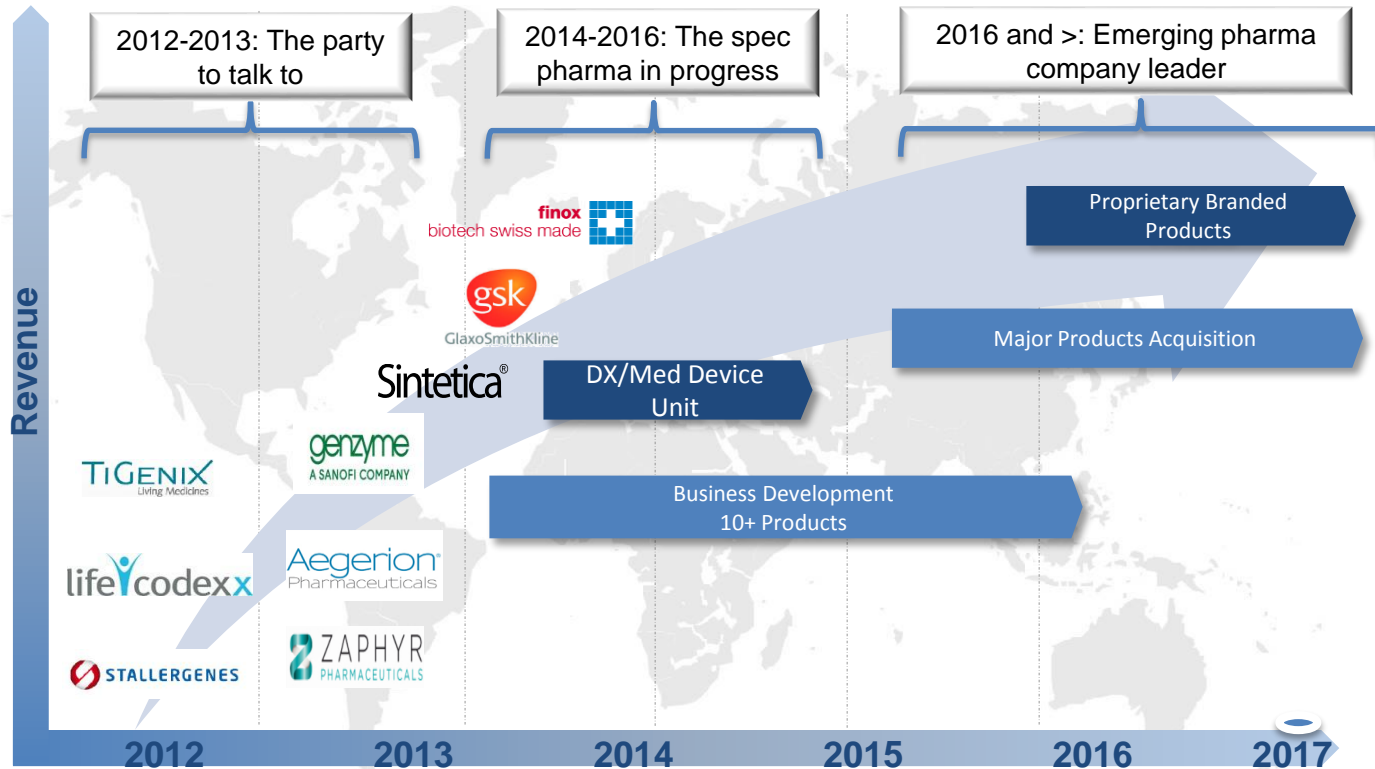 2012-2013: The party
to talk to
2014-2016: The spec
pharma in progress
2016 and >: Emerging pharma
company leader
finox
biotech swiss made
Proprietary Branded
Products
gsk
GlaxoSmithKline
Major Products Acquisition
Sintetica®
DX/Med Device
Unit
genzyme
A SANOFI COMPANY
TiGENIX
Living Medicines
Business Development
10+ Products
lifecodexx
Aegerion®
Pharmaceuticals
STALLERGENES
ZAPHYR
PHARMACEUTICALS
Revenue
2012 2013 2014 2015 2016 2017